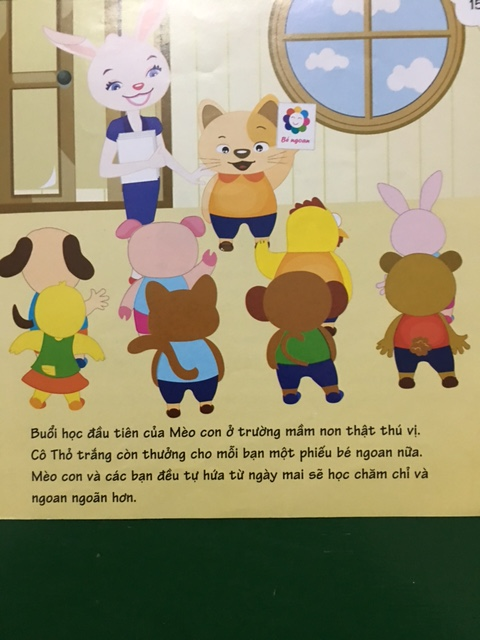 15
Bé ngoan
Buổi học đầu tiên của Mèo con ở trường mầm non thật thú vị.
Cô Thỏ trắng còn thưởng cho mỗi bạn một phiếu bé ngoan nữa.
Mèo con và các bạn đều tự hứa từ ngày mai sẽ học chăm chỉ và
ngoan ngoãn hơn.